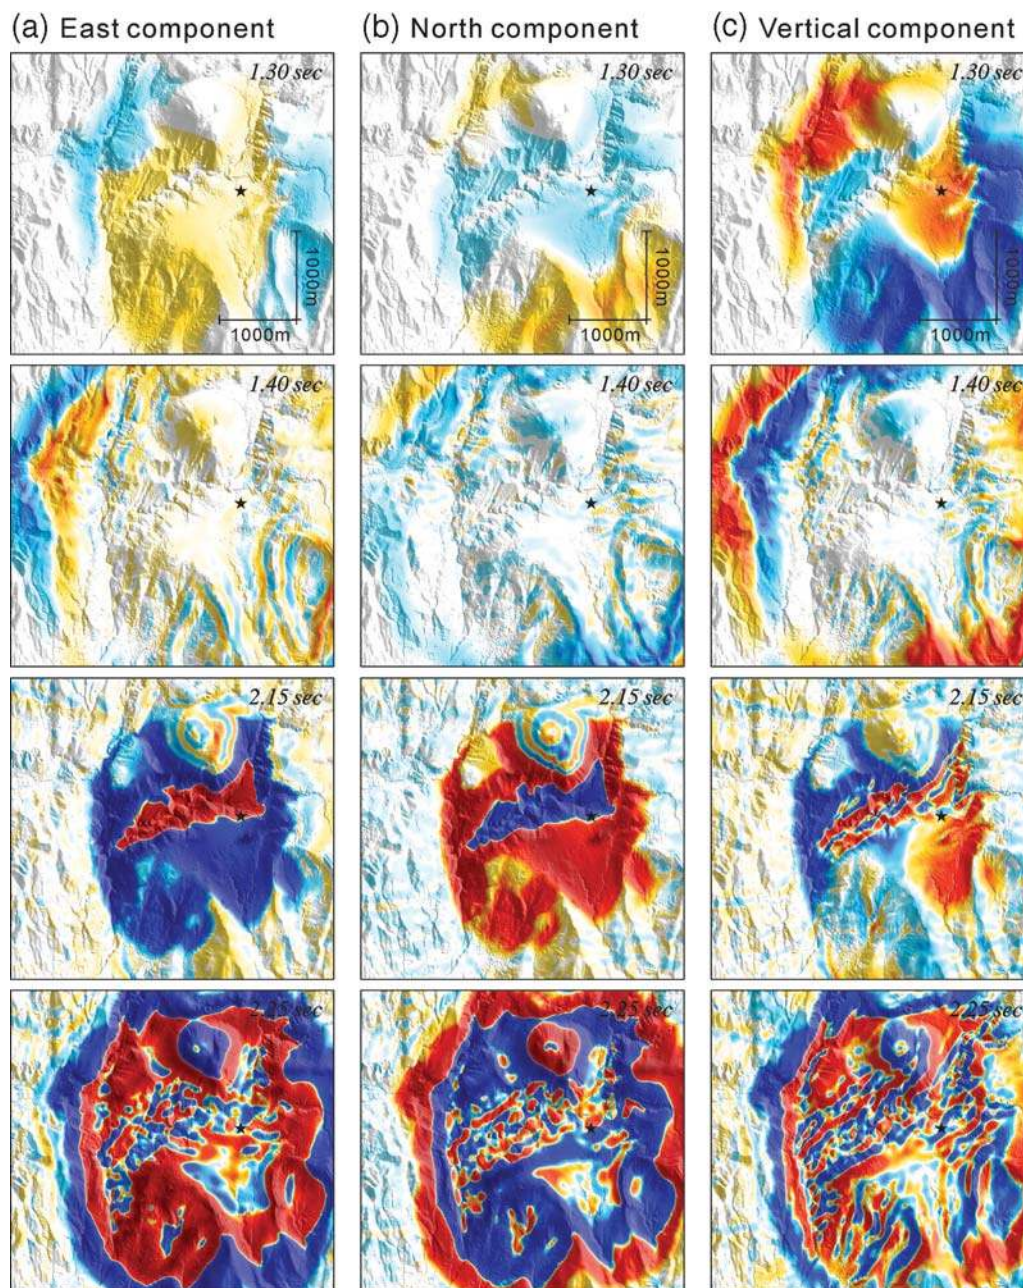 (a) East component (b) North component (c) Vertical component
1.30 sec 1.30 sec 1.30 sec
1000m 1000m 1000m
1000m 1000m 1000m
1.40 sec 1.40 sec 1.40 sec
2.15 sec 2.15 sec 2.15 sec
2.25 sec 2.25 sec 2.25 sec